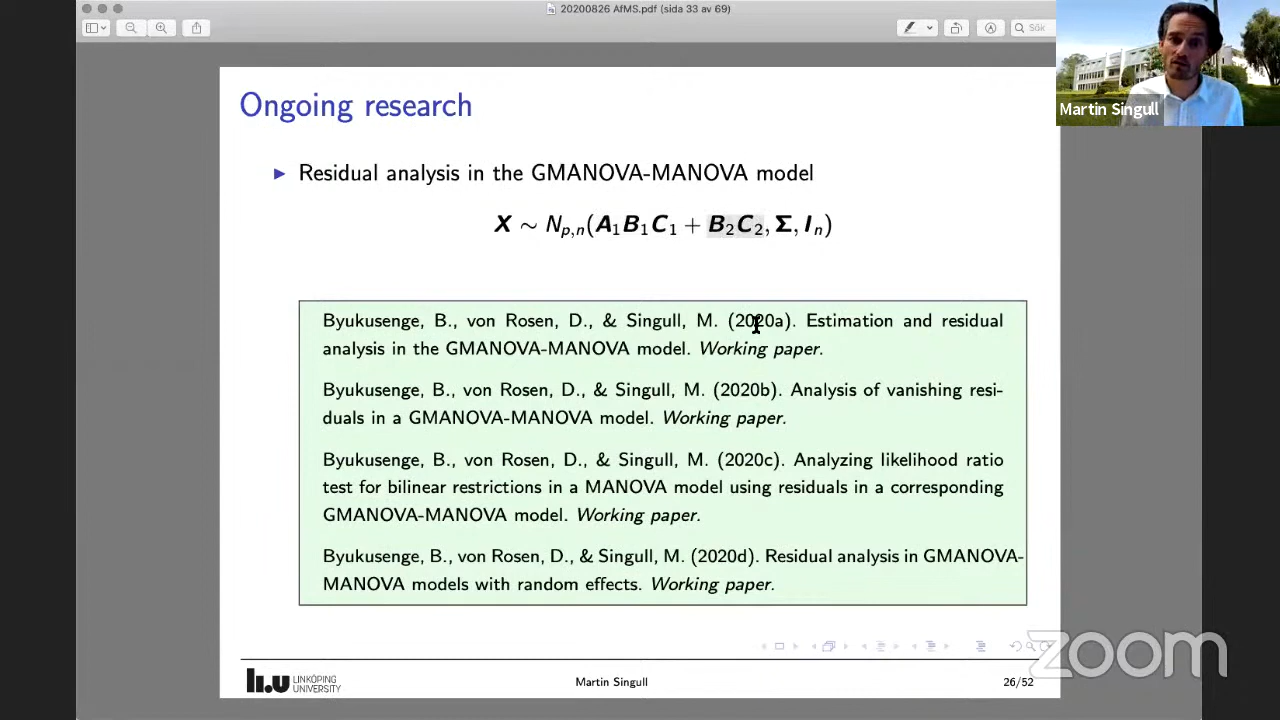 20200826 AfMS.pdf (sida 33 av 69)
Sök
Martin Singull
Ongoing research
▶ Residual analysis in the GMANOVA-MANOVA model
X ∼ Nₚ,ₙ(A₁B₁C₁ + B₂C₂, Σ, Iₙ)
Byukusenge, B., von Rosen, D., & Singull, M. (2020a). Estimation and residual
analysis in the GMANOVA-MANOVA model. Working paper.
Byukusenge, B., von Rosen, D., & Singull, M. (2020b). Analysis of vanishing resi-
duals in a GMANOVA-MANOVA model. Working paper.
Byukusenge, B., von Rosen, D., & Singull, M. (2020c). Analyzing likelihood ratio
test for bilinear restrictions in a MANOVA model using residuals in a corresponding
GMANOVA-MANOVA model. Working paper.
Byukusenge, B., von Rosen, D., & Singull, M. (2020d). Residual analysis in GMANOVA-
MANOVA models with random effects. Working paper.
zoom
LINKÖPING
UNIVERSITY
Martin Singull
26/52